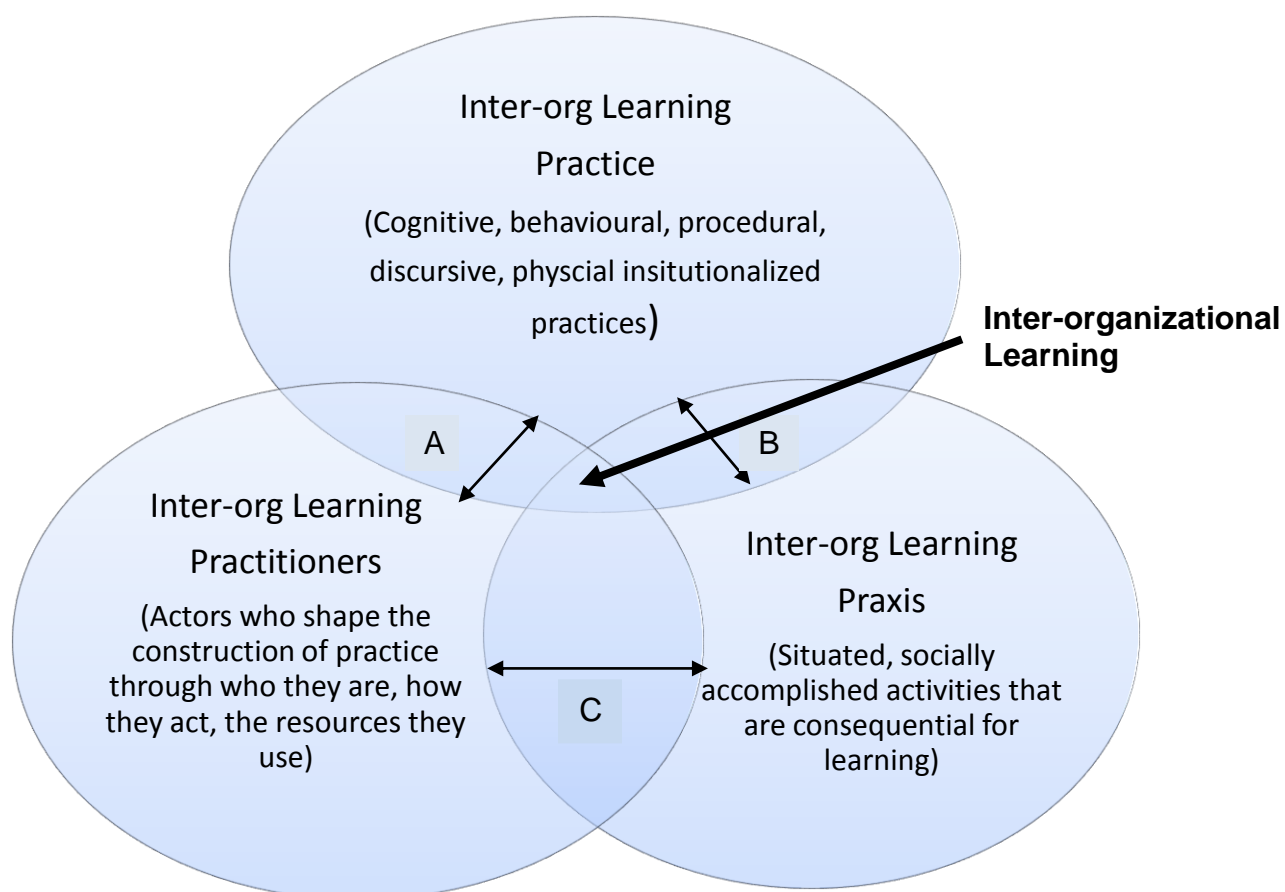 Inter-org Learning
Practice
(Cognitive, behavioural, procedural,
discursive, physcial insitutionalized
practices)
Inter-organizational
Learning
A
B
Inter-org Learning
Practitioners
(Actors who shape the
construction of practice
through who they are, how
they act, the resources they
use)
Inter-org Learning
Praxis
(Situated, socially
accomplished activities that
are consequential for
learning)
C